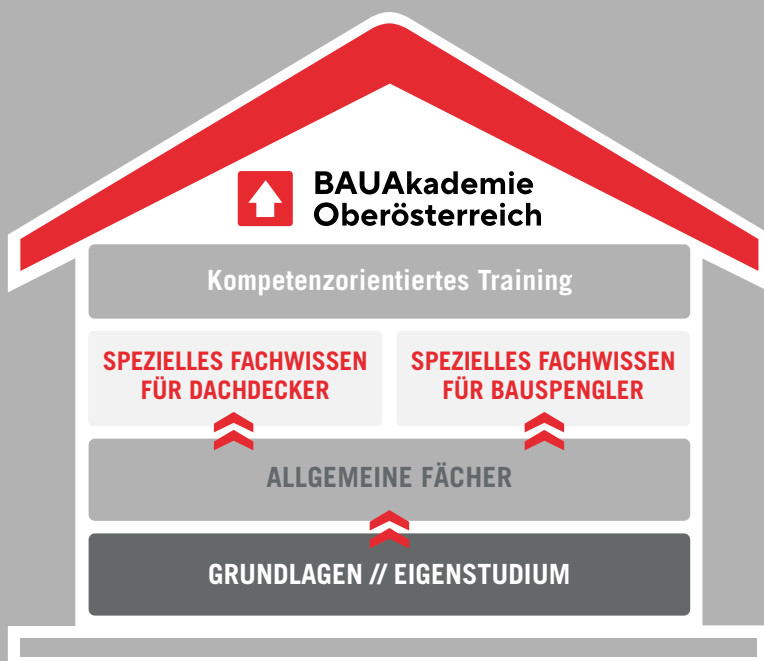 BAUAkademie
Oberösterreich
Kompetenzorientiertes Training
SPEZIELLES FACHWISSEN
FÜR DACHDECKER
SPEZIELLES FACHWISSEN
FÜR BAUSPENGLER
ALLGEMEINE FÄCHER
GRUNDLAGEN // EIGENSTUDIUM